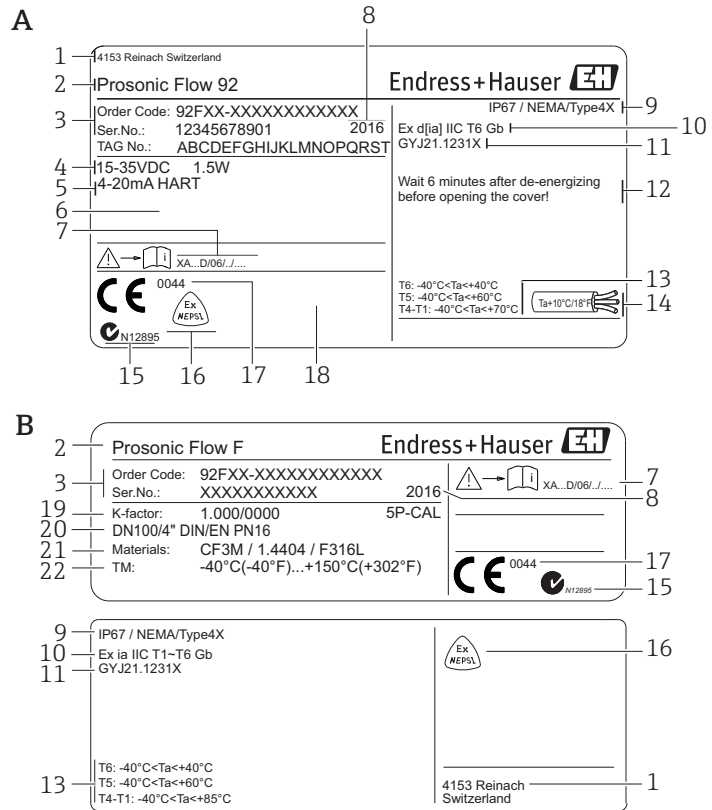 A
8
1
4153 Reinach Switzerland
2
Prosonic Flow 92
Endress+Hauser EH
3
Order Code: 92FXX-XXXXXXXXXXXX
IP67 / NEMA/Type4X
9
Ser.No.: 12345678901 2016
Ex d[ia] IIC T6 Gb
10
TAG No.: ABCDEFGHIJKLMNOPQRST
GYJ21.1231X
11
4
15-35VDC 1.5W
5
4-20mA HART
Wait 6 minutes after de-energizing
before opening the cover!
12
6
7
i
XA...D/06/../....
13
0044
T6: -40°C<Ta<+40°C
T5: -40°C<Ta<+60°C
T4-T1: -40°C<Ta<+70°C
Ta+10°C/18°F
14
CE
Ex
NEPSI
N12895
15
16
17
18
B
2
Prosonic Flow F
Endress+Hauser EH
3
Order Code: 92FXX-XXXXXXXXXXXX
Ser.No.: XXXXXXXXXXX 2016
i
XA...D/06/../....
7
8
19
K-factor: 1.000/0000 5P-CAL
20
DN100/4" DIN/EN PN16
21
Materials: CF3M / 1.4404 / F316L
22
TM: -40°C(-40°F)...+150°C(+302°F)
CE
0044
17
N12895
15
9
IP67 / NEMA/Type4X
10
Ex ia IIC T1~T6 Gb
11
GYJ21.1231X
Ex
NEPSI
16
13
T6: -40°C<Ta<+40°C
T5: -40°C<Ta<+60°C
T4-T1: -40°C<Ta<+85°C
4153 Reinach
Switzerland
1